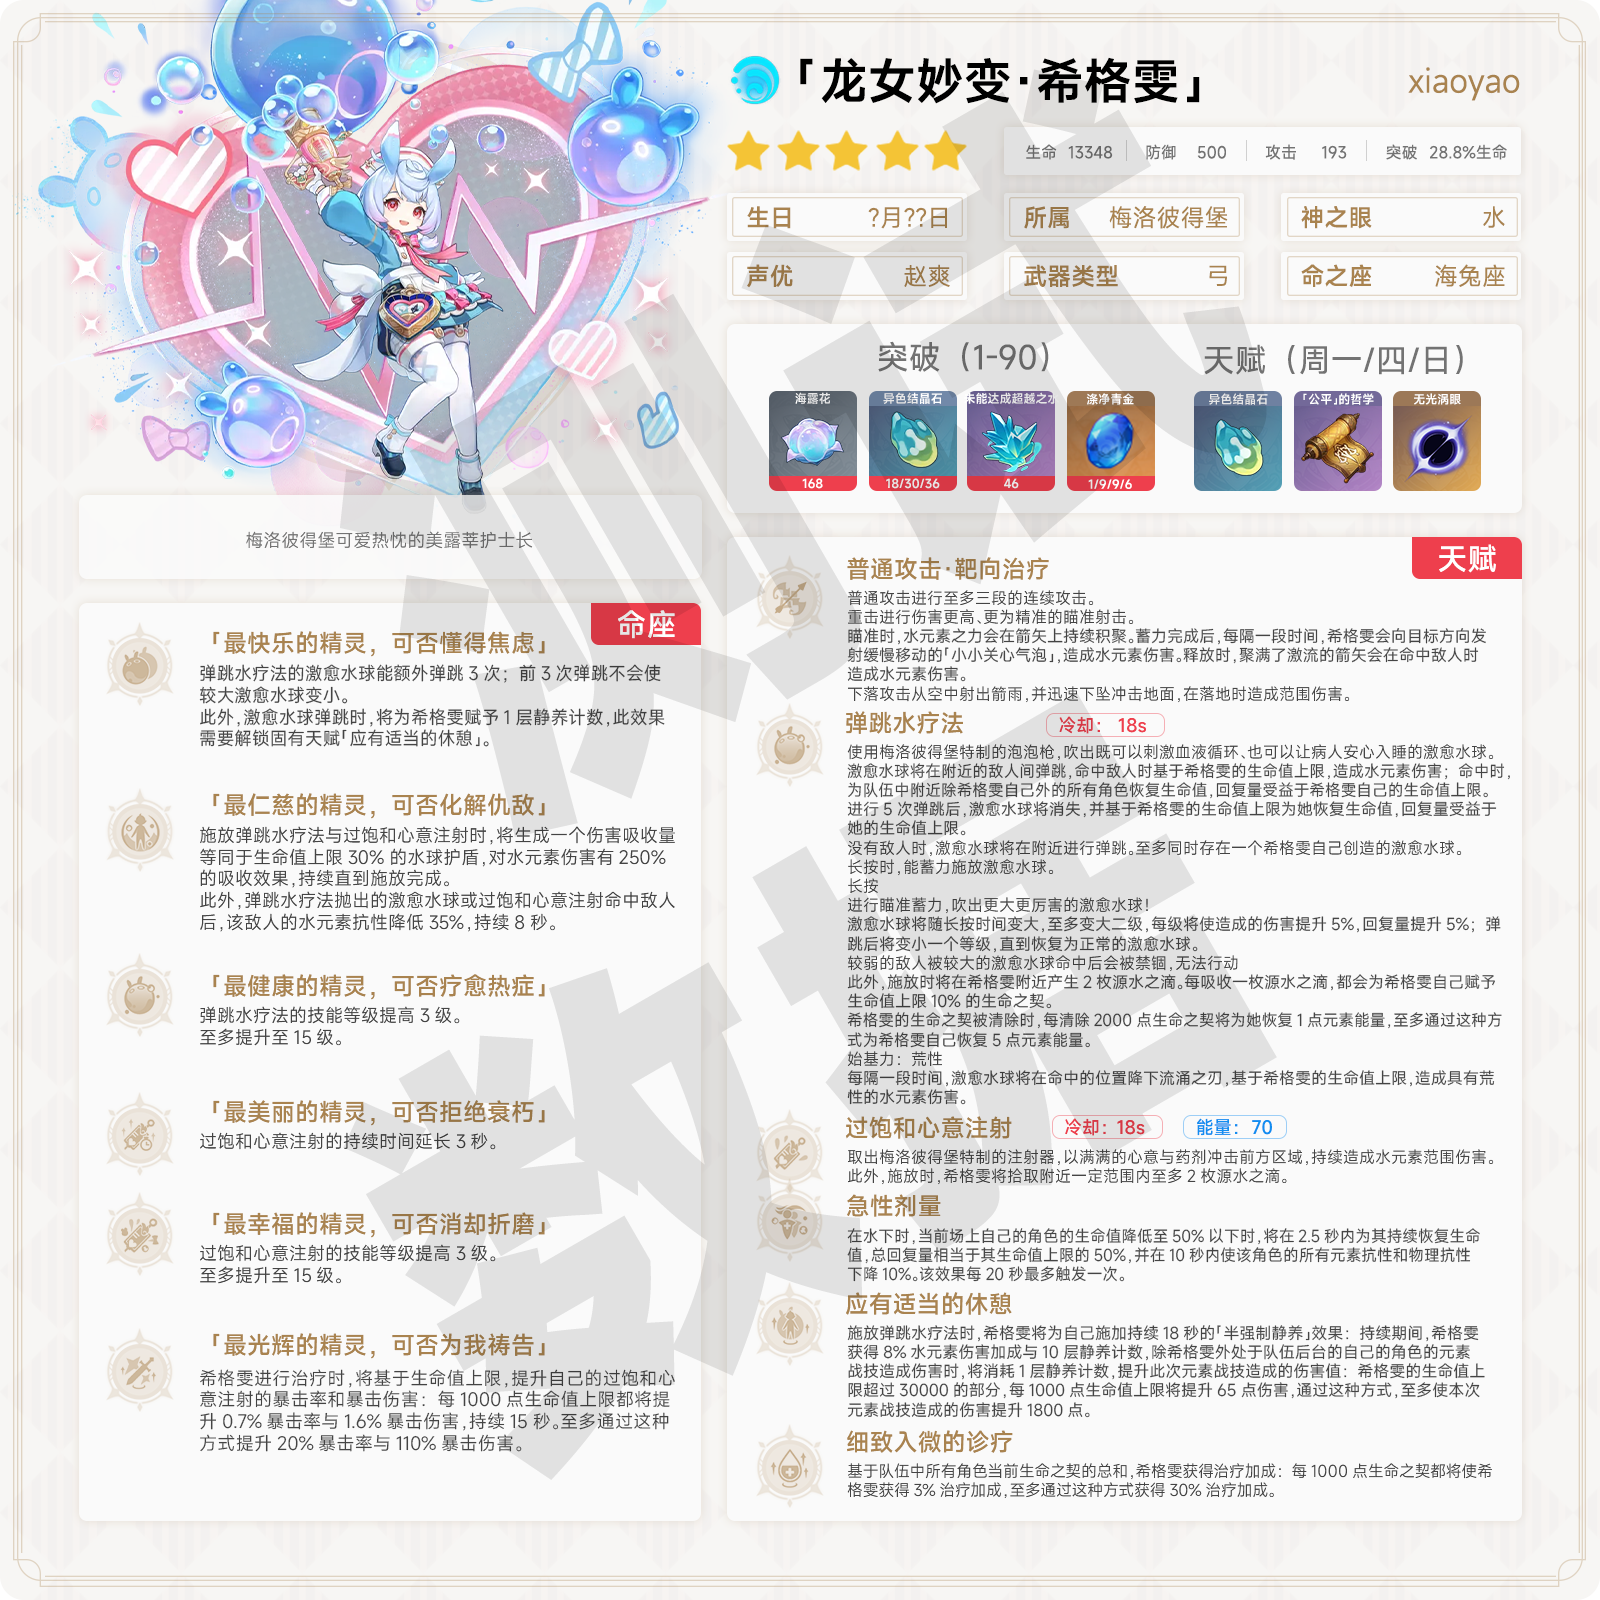 「龙女妙变·希格雯」
xiaoyao
生命 13348 防御 500 攻击 193 突破 28.8%生命
生日 ?月??日
所属 梅洛彼得堡
神之眼 水
声优 赵爽
武器类型 弓
命之座 海兔座
突破（1-90）
天赋（周一/四/日）
海露花
168
异色结晶石
18/30/36
未能达成超越之水
46
涤净青金
1/9/9/6
异色结晶石
「公平」的哲学
无光涡眼
梅洛彼得堡可爱热忱的美露莘护士长
命座
「最快乐的精灵，可否懂得焦虑」
弹跳水疗法的激愈水球能额外弹跳 3 次；前 3 次弹跳不会使
较大激愈水球变小。
此外,激愈水球弹跳时,将为希格雯赋予 1 层静养计数,此效果
需要解锁固有天赋「应有适当的休憩」。
「最仁慈的精灵，可否化解仇敌」
施放弹跳水疗法与过饱和心意注射时,将生成一个伤害吸收量
等同于生命值上限 30% 的水球护盾,对水元素伤害有 250%
的吸收效果,持续直到施放完成。
此外,弹跳水疗法抛出的激愈水球或过饱和心意注射命中敌人
后,该敌人的水元素抗性降低 35%,持续 8 秒。
「最健康的精灵，可否疗愈热症」
弹跳水疗法的技能等级提高 3 级。
至多提升至 15 级。
「最美丽的精灵，可否拒绝衰朽」
过饱和心意注射的持续时间延长 3 秒。
「最幸福的精灵，可否消却折磨」
过饱和心意注射的技能等级提高 3 级。
至多提升至 15 级。
「最光辉的精灵，可否为我祷告」
希格雯进行治疗时,将基于生命值上限,提升自己的过饱和心
意注射的暴击率和暴击伤害：每 1000 点生命值上限都将提
升 0.7% 暴击率与 1.6% 暴击伤害,持续 15 秒。至多通过这种
方式提升 20% 暴击率与 110% 暴击伤害。
天赋
普通攻击·靶向治疗
普通攻击进行至多三段的连续攻击。
重击进行伤害更高、更为精准的瞄准射击。
瞄准时,水元素之力会在箭矢上持续积聚。蓄力完成后,每隔一段时间,希格雯会向目标方向发
射缓慢移动的「小小关心气泡」,造成水元素伤害。释放时,聚满了激流的箭矢会在命中敌人时
造成水元素伤害。
下落攻击从空中射出箭雨,并迅速下坠冲击地面,在落地时造成范围伤害。
弹跳水疗法 冷却： 18s
使用梅洛彼得堡特制的泡泡枪,吹出既可以刺激血液循环、也可以让病人安心入睡的激愈水球。
激愈水球将在附近的敌人间弹跳,命中敌人时基于希格雯的生命值上限,造成水元素伤害；命中时,
为队伍中附近除希格雯自己外的所有角色恢复生命值,回复量受益于希格雯自己的生命值上限。
进行 5 次弹跳后,激愈水球将消失,并基于希格雯的生命值上限为她恢复生命值,回复量受益于
她的生命值上限。
没有敌人时,激愈水球将在附近进行弹跳。至多同时存在一个希格雯自己创造的激愈水球。
长按时,能蓄力施放激愈水球。
长按
进行瞄准蓄力,吹出更大更厉害的激愈水球!
激愈水球将随长按时间变大,至多变大二级,每级将使造成的伤害提升 5%,回复量提升 5%；弹
跳后将变小一个等级,直到恢复为正常的激愈水球。
较弱的敌人被较大的激愈水球命中后会被禁锢,无法行动
此外,施放时将在希格雯附近产生 2 枚源水之滴。每吸收一枚源水之滴,都会为希格雯自己赋予
生命值上限 10% 的生命之契。
希格雯的生命之契被清除时,每清除 2000 点生命之契将为她恢复 1 点元素能量,至多通过这种方
式为希格雯自己恢复 5 点元素能量。
始基力：荒性
每隔一段时间,激愈水球将在命中的位置降下流涌之刃,基于希格雯的生命值上限,造成具有荒
性的水元素伤害。
过饱和心意注射 冷却：18s 能量：70
取出梅洛彼得堡特制的注射器,以满满的心意与药剂冲击前方区域,持续造成水元素范围伤害。
此外,施放时,希格雯将拾取附近一定范围内至多 2 枚源水之滴。
急性剂量
在水下时,当前场上自己的角色的生命值降低至 50% 以下时,将在 2.5 秒内为其持续恢复生命
值,总回复量相当于其生命值上限的 50%,并在 10 秒内使该角色的所有元素抗性和物理抗性
下降 10%。该效果每 20 秒最多触发一次。
应有适当的休憩
施放弹跳水疗法时,希格雯将为自己施加持续 18 秒的「半强制静养」效果：持续期间,希格雯
获得 8% 水元素伤害加成与 10 层静养计数,除希格雯外处于队伍后台的自己的角色的元素
战技造成伤害时,将消耗 1 层静养计数,提升此次元素战技造成的伤害值：希格雯的生命值上
限超过 30000 的部分,每 1000 点生命值上限将提升 65 点伤害,通过这种方式,至多使本次
元素战技造成的伤害提升 1800 点。
细致入微的诊疗
基于队伍中所有角色当前生命之契的总和,希格雯获得治疗加成：每 1000 点生命之契都将使希
格雯获得 3% 治疗加成,至多通过这种方式获得 30% 治疗加成。
测试
数据